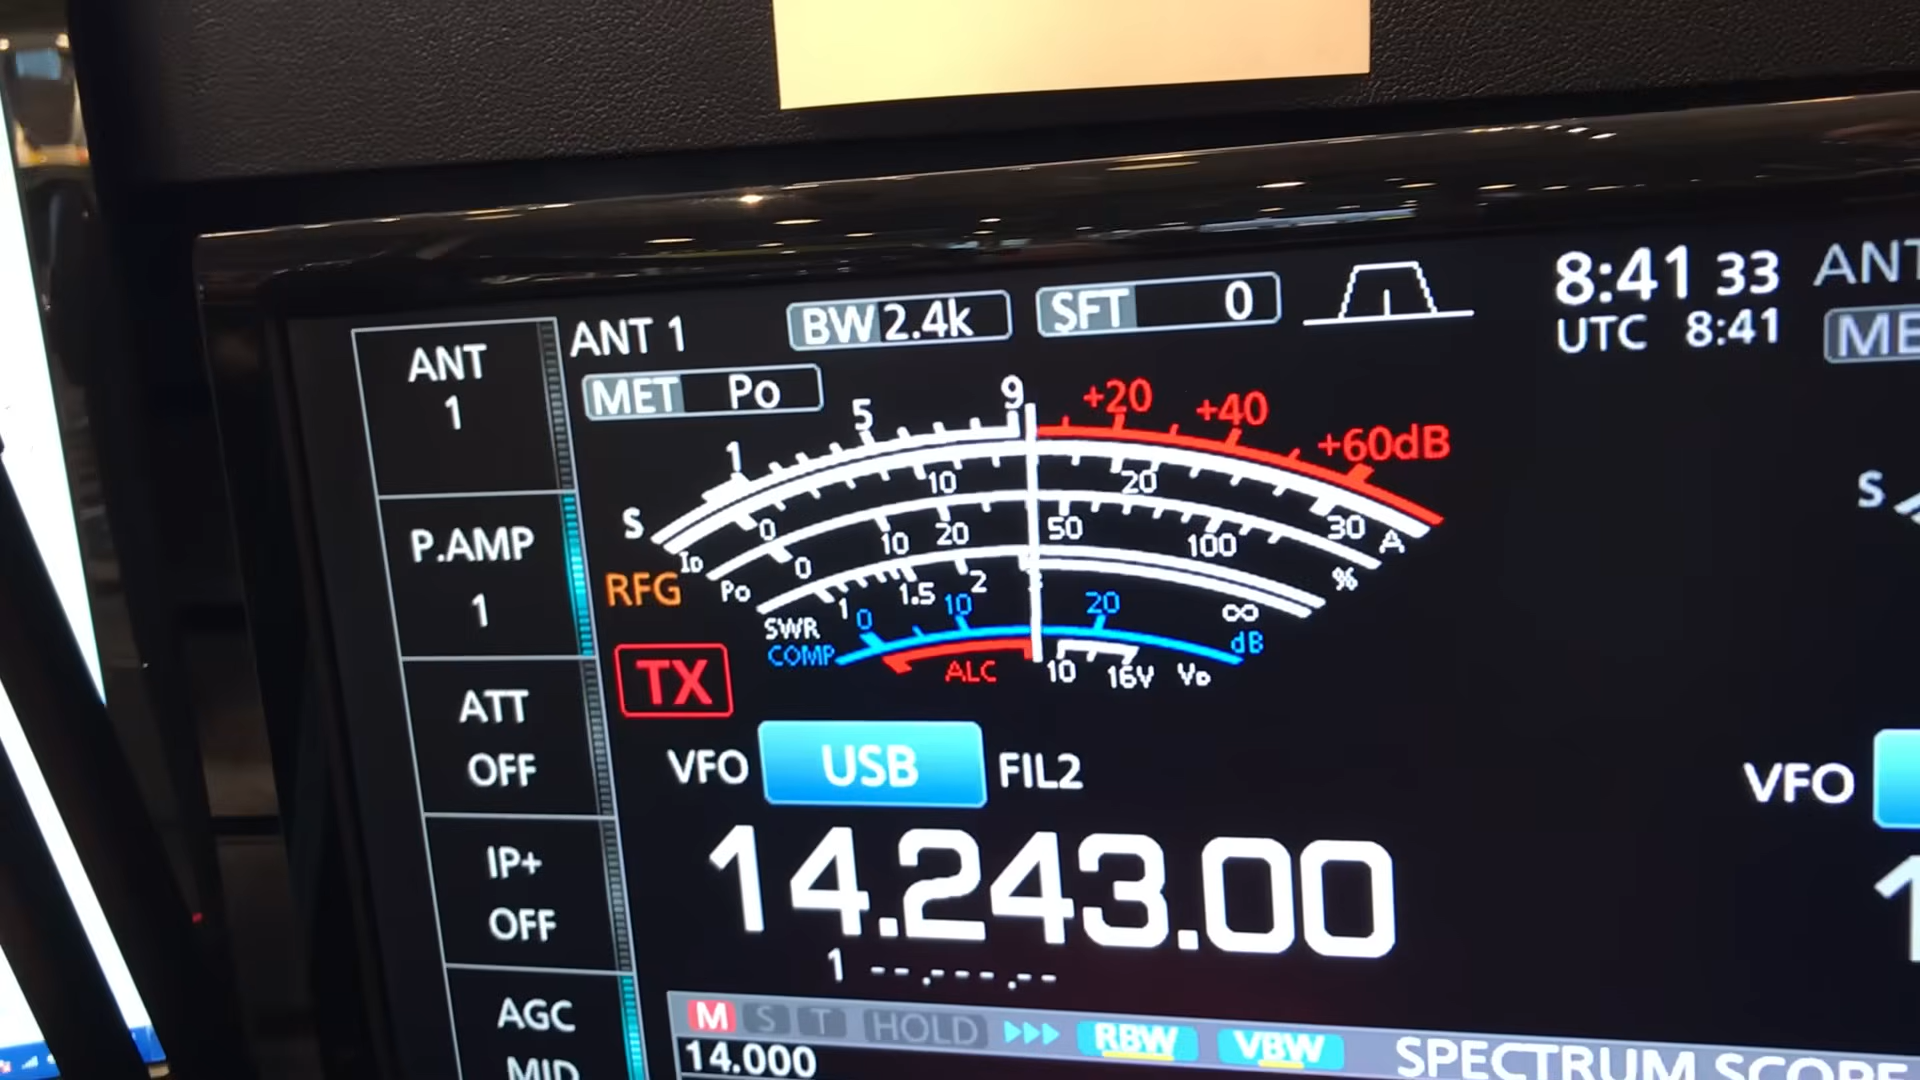 ANT 1 BW 2.4k SFT 0 8:41 33 ANT
UTC 8:41 ME
ANT
1
MET Po
S 1 5 9 +20 +40 +60dB
ID 0 10 20 30 A
Po 0 10 20 50 100 %
SWR 1 1.5 2 ∞
COMP 0 10 20 dB
ALC 10 16V VD
S
P.AMP
1
RFG
TX
ATT
OFF
VFO USB FIL2
VFO
IP+
OFF
14.243.00
1
1 --.---.--
AGC
MID
M S T HOLD RBW VBW SPECTRUM SCOPE
14.000